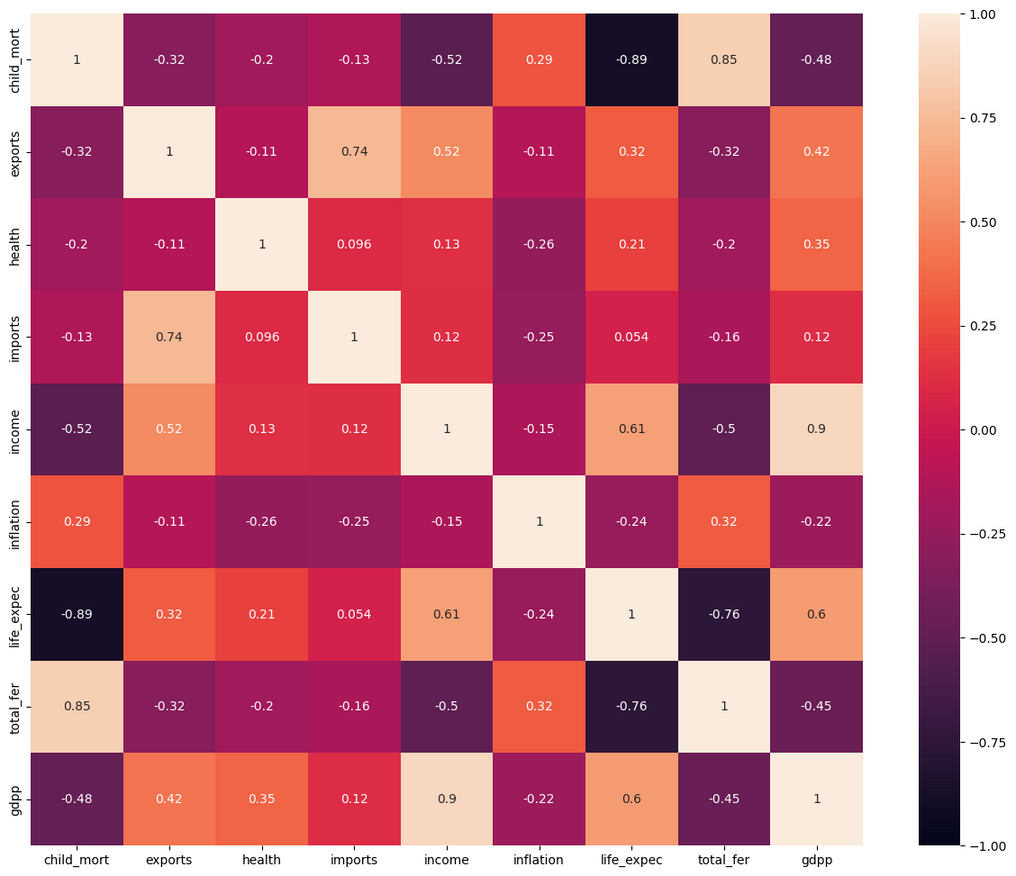 child_mort 1 -0.32 -0.2 -0.13 -0.52 0.29 -0.89 0.85 -0.48
exports -0.32 1 -0.11 0.74 0.52 -0.11 0.32 -0.32 0.42
health -0.2 -0.11 1 0.096 0.13 -0.26 0.21 -0.2 0.35
imports -0.13 0.74 0.096 1 0.12 -0.25 0.054 -0.16 0.12
income -0.52 0.52 0.13 0.12 1 -0.15 0.61 -0.5 0.9
inflation 0.29 -0.11 -0.26 -0.25 -0.15 1 -0.24 0.32 -0.22
life_expec -0.89 0.32 0.21 0.054 0.61 -0.24 1 -0.76 0.6
total_fer 0.85 -0.32 -0.2 -0.16 -0.5 0.32 -0.76 1 -0.45
gdpp -0.48 0.42 0.35 0.12 0.9 -0.22 0.6 -0.45 1
child_mort exports health imports income inflation life_expec total_fer gdpp
1.00
0.75
0.50
0.25
0.00
−0.25
−0.50
−0.75
−1.00